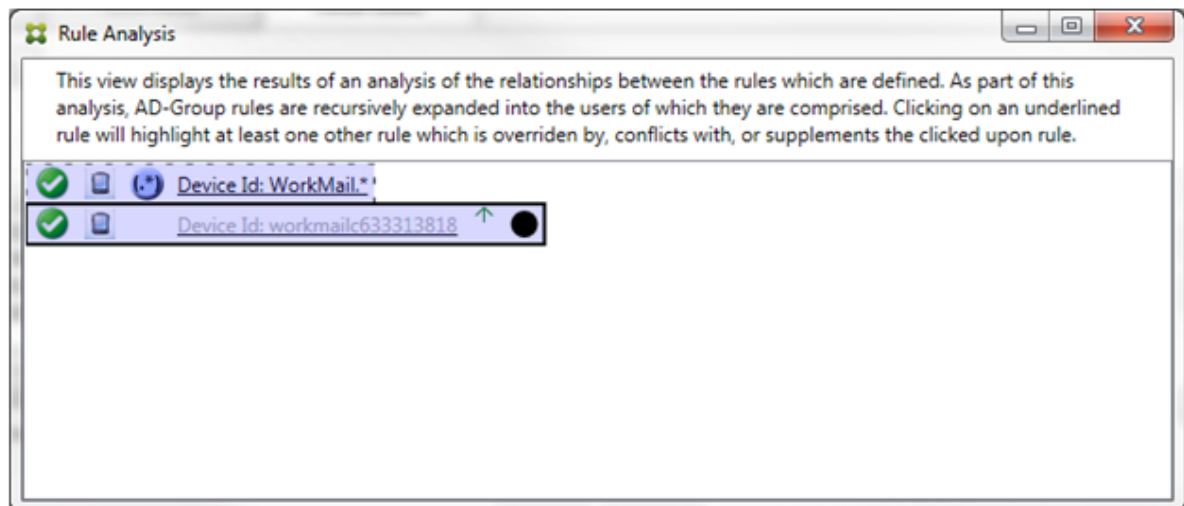 Rule Analysis
This view displays the results of an analysis of the relationships between the rules which are defined. As part of this
analysis, AD-Group rules are recursively expanded into the users of which they are comprised. Clicking on an underlined
rule will highlight at least one other rule which is overriden by, conflicts with, or supplements the clicked upon rule.
(.*) Device Id: WorkMail.*
Device Id: workmailc633313818